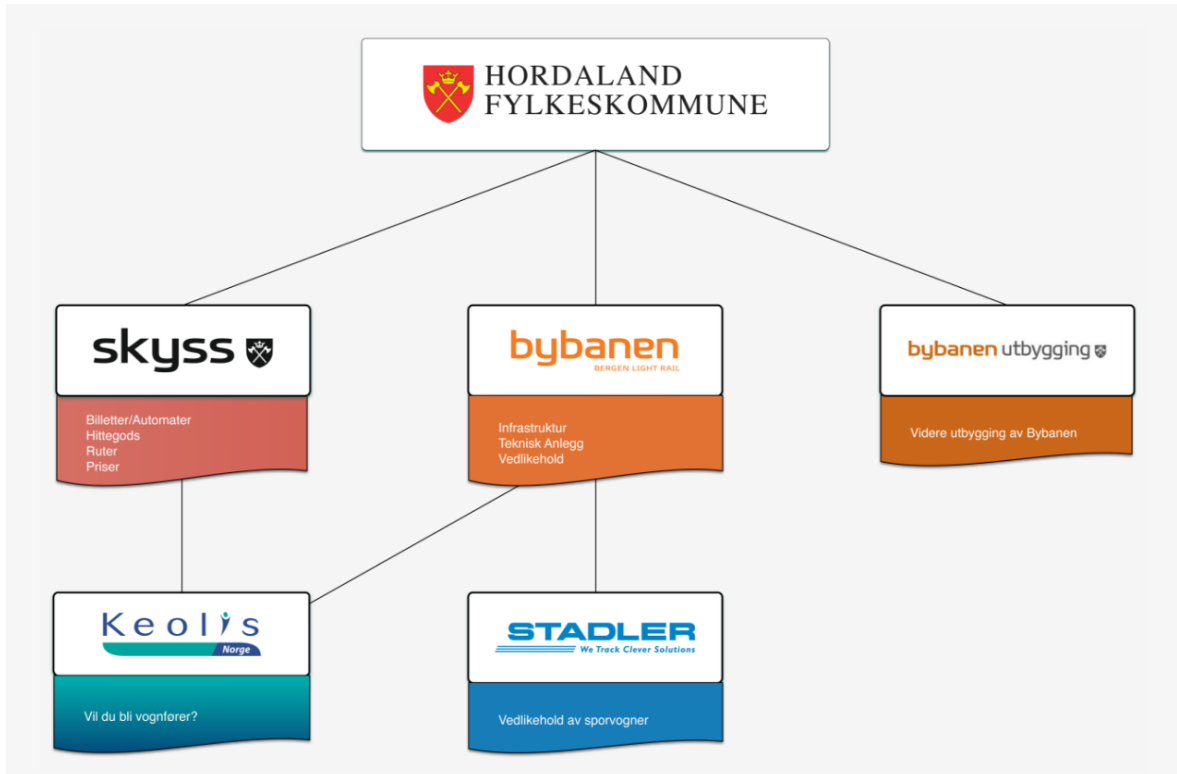 HORDALAND
FYLKESKOMMUNE
skyss
bybanen
BERGEN LIGHT RAIL
bybanen utbygging
Billetter/Automater
Hittegods
Ruter
Priser
Infrastruktur
Teknisk Anlegg
Vedlikehold
Videre utbygging av Bybanen
Keolis
Norge
STADLER
We Track Clever Solutions
Vil du bli vognfører?
Vedlikehold av sporvogner